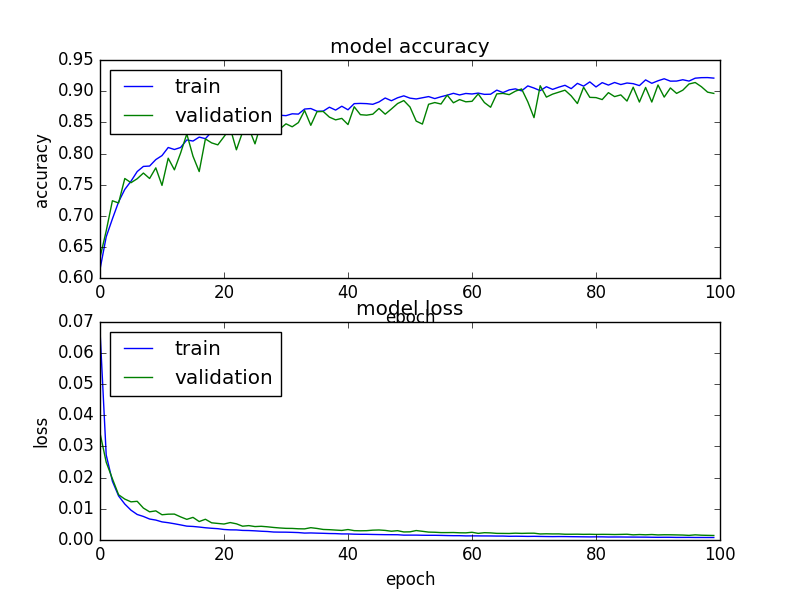 model accuracy
0.95
0.90
0.85
0.80
0.75
0.70
0.65
0.60
accuracy
train
validation
0 20 40 60 80 100
epoch
model loss
0.07
0.06
0.05
0.04
0.03
0.02
0.01
0.00
loss
train
validation
0 20 40 60 80 100
epoch